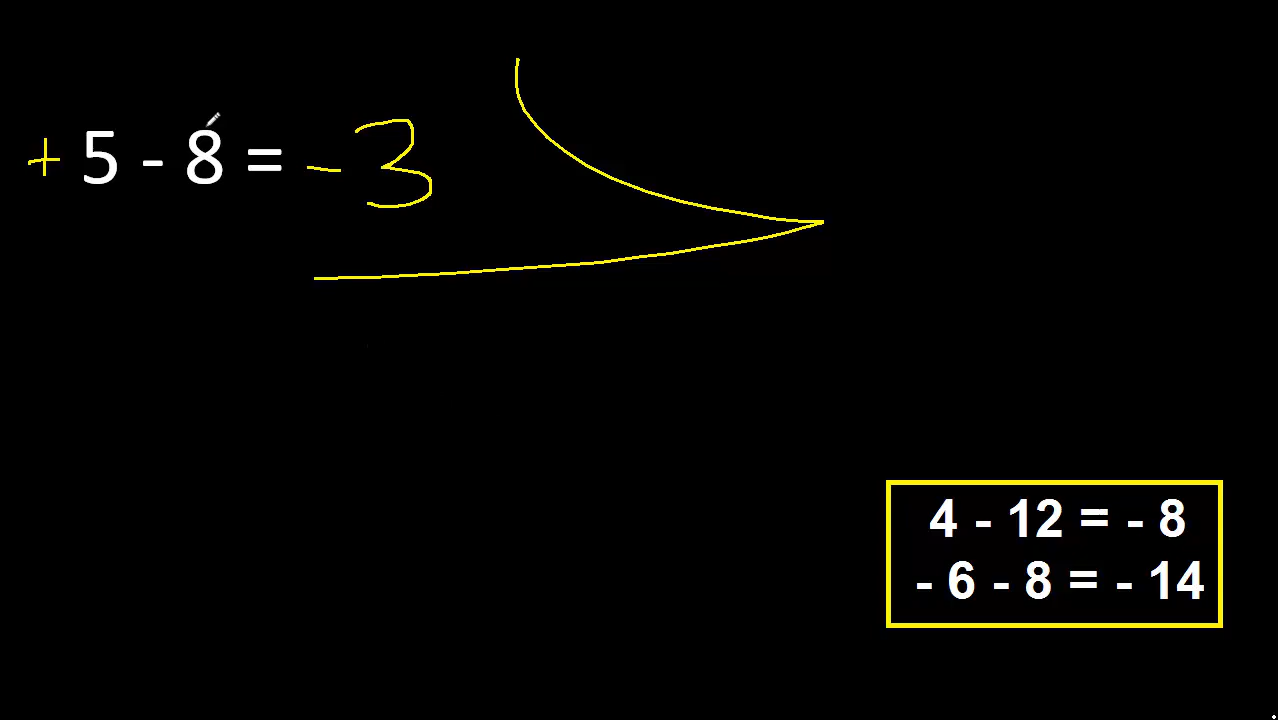 + 5 - 8 = - 3
4 - 12 = - 8
- 6 - 8 = - 14